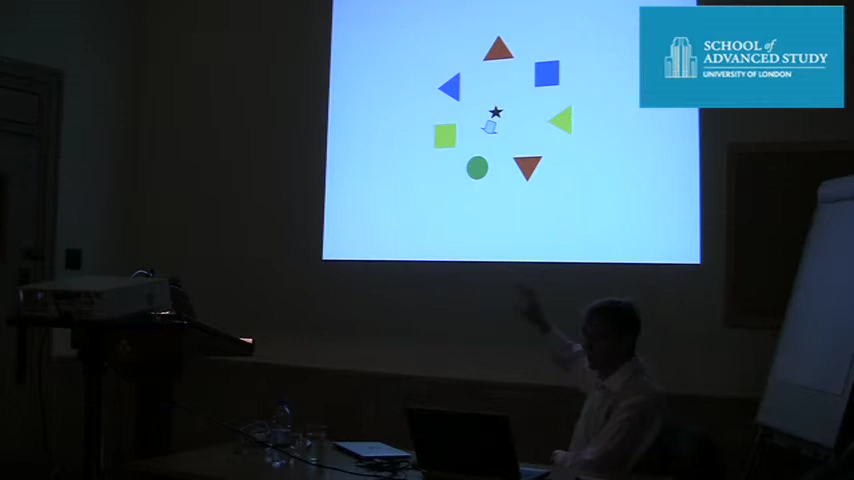 SCHOOL of
ADVANCED STUDY
UNIVERSITY OF LONDON